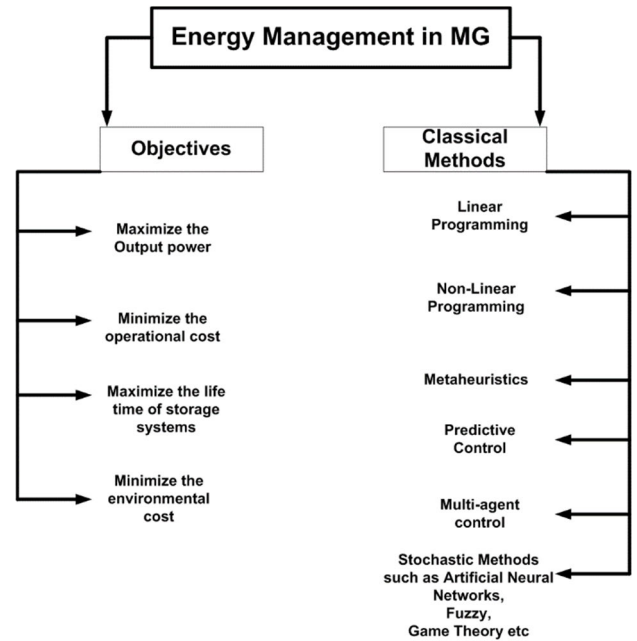 Energy Management in MG
Objectives
Maximize the
Output power
Minimize the
operational cost
Maximize the life
time of storage
systems
Minimize the
environmental
cost
Classical
Methods
Linear
Programming
Non-Linear
Programming
Metaheuristics
Predictive
Control
Multi-agent
control
Stochastic Methods
such as Artificial Neural
Networks,
Fuzzy,
Game Theory etc